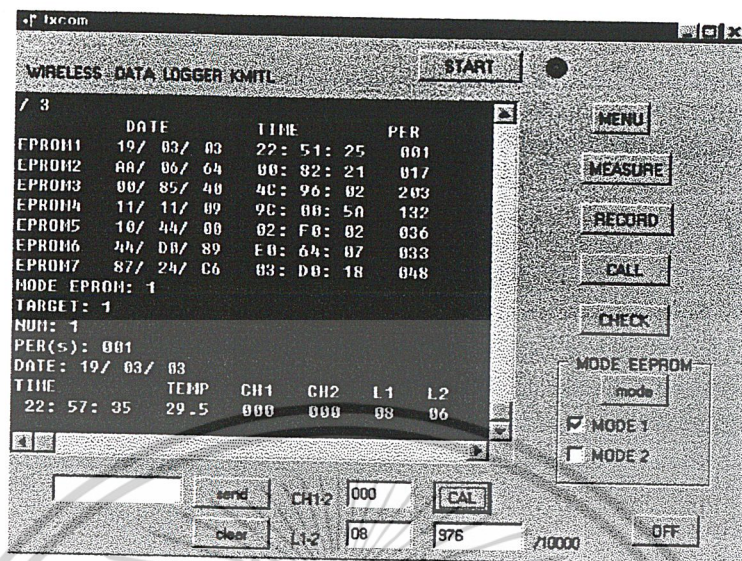 txcom
START
WIRELESS DATA LOGGER KMITL
/ 3
DATE TIME PER
EPROM1 19/ 03/ 03 22: 51: 25 001
EPROM2 AA/ 06/ 64 00: 82: 21 017
EPROM3 00/ 85/ 40 4C: 96: 02 203
EPROM4 11/ 11/ 09 9C: 00: 5A 132
EPROM5 10/ 44/ 00 02: F0: 02 036
EPROM6 44/ D0/ 89 E0: 64: 07 033
EPROM7 87/ 24/ C6 03: D0: 18 048
MODE EPROM: 1
TARGET: 1
NUM: 1
PER(s): 001
DATE: 19/ 03/ 03
TIME TEMP CH1 CH2 L1 L2
22: 57: 35 29.5 000 000 08 06
MENU
MEASURE
RECORD
CALL
CHECK
MODE EEPROM
mode
MODE 1
MODE 2
send CH1-2 000 CAL
clear L1-2 08 976 /10000 OFF